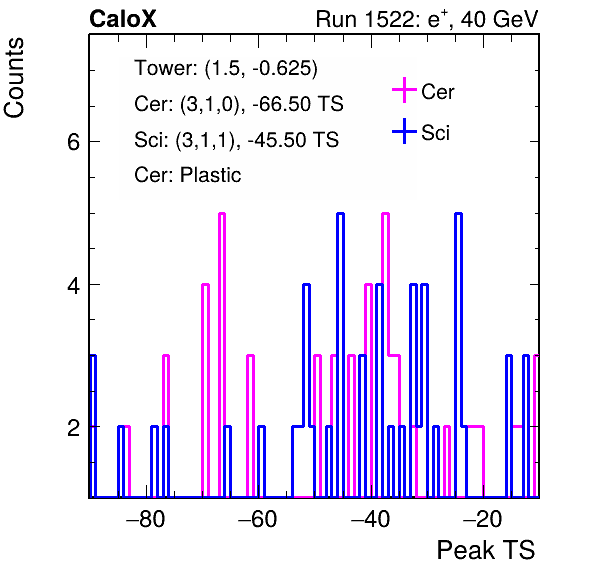 CaloX Run 1522: e⁺, 40 GeV
Counts
Tower: (1.5, -0.625)
Cer: (3,1,0), -66.50 TS
Sci: (3,1,1), -45.50 TS
Cer: Plastic
Cer
Sci
6
4
2
−80 −60 −40 −20
Peak TS